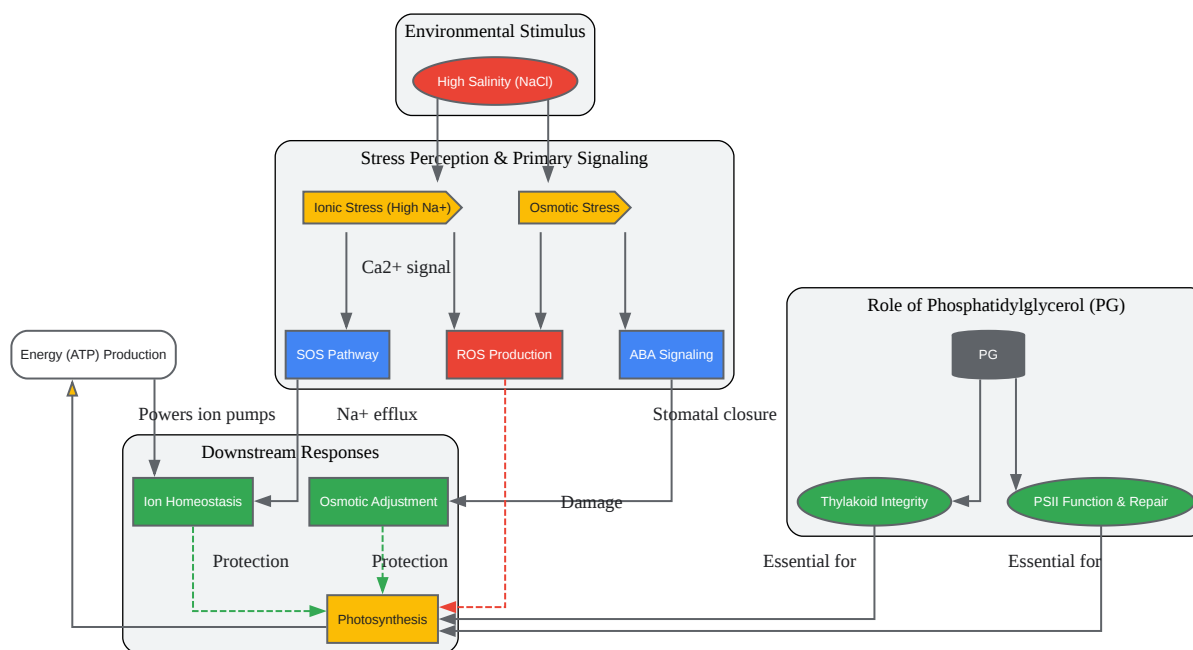 Environmental Stimulus
High Salinity (NaCl)
Stress Perception & Primary Signaling
Ionic Stress (High Na+)
Osmotic Stress
Ca2+ signal
Role of Phosphatidylglycerol (PG)
Energy (ATP) Production
SOS Pathway
ROS Production
ABA Signaling
PG
Powers ion pumps
Na+ efflux
Stomatal closure
Downstream Responses
Ion Homeostasis
Osmotic Adjustment
Damage
Thylakoid Integrity
PSII Function & Repair
Protection
Protection
Essential for
Essential for
Photosynthesis